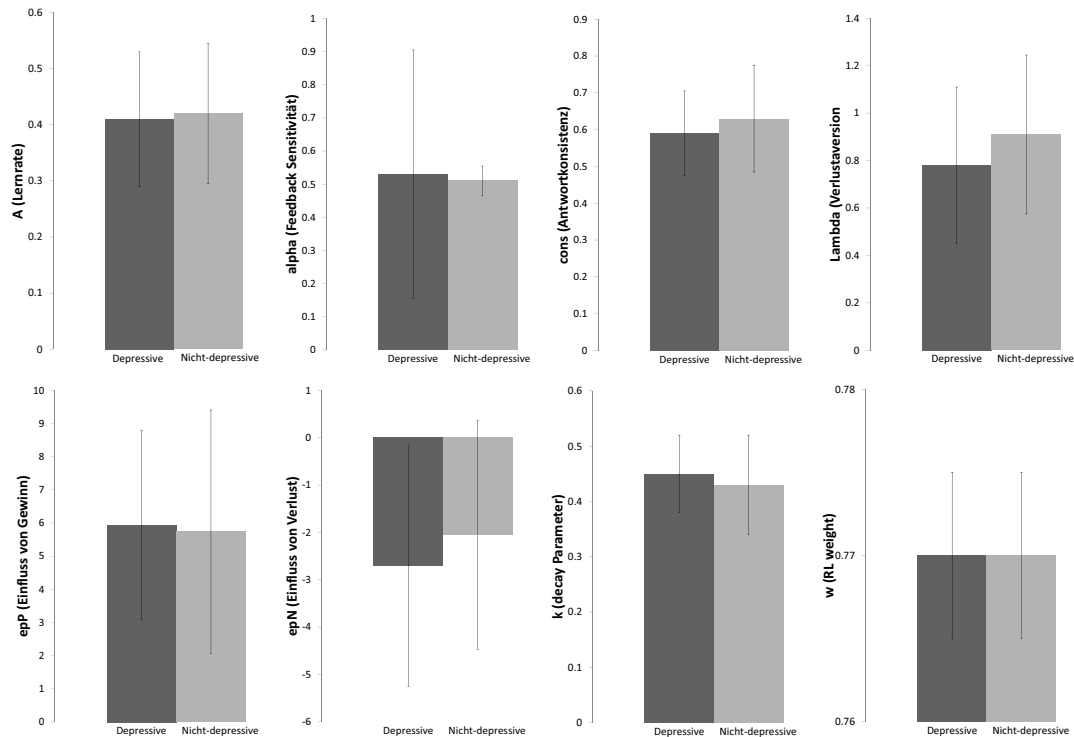 A (Lernrate)
0.6
0.5
0.4
0.3
0.2
0.1
0
Depressive
Nicht-depressive
alpha (Feedback Sensitivität)
1
0.9
0.8
0.7
0.6
0.5
0.4
0.3
0.2
0.1
0
Depressive
Nicht-depressive
cons (Antwortkonsistenz)
0.9
0.8
0.7
0.6
0.5
0.4
0.3
0.2
0.1
0
Depressive
Nicht-depressive
Lambda (Verlustaversion
1.4
1.2
1
0.8
0.6
0.4
0.2
0
Depressive
Nicht-depressive
epP (Einfluss von Gewinn)
10
9
8
7
6
5
4
3
2
1
0
Depressive
Nicht-depressive
epN (Einfluss von Verlust)
1
0
-1
-2
-3
-4
-5
-6
Depressive
Nicht-depressive
k (decay Parameter)
0.6
0.5
0.4
0.3
0.2
0.1
0
Depressive
Nicht-depressive
w (RL weight)
0.78
0.77
0.76
Depressive
Nicht-depressive